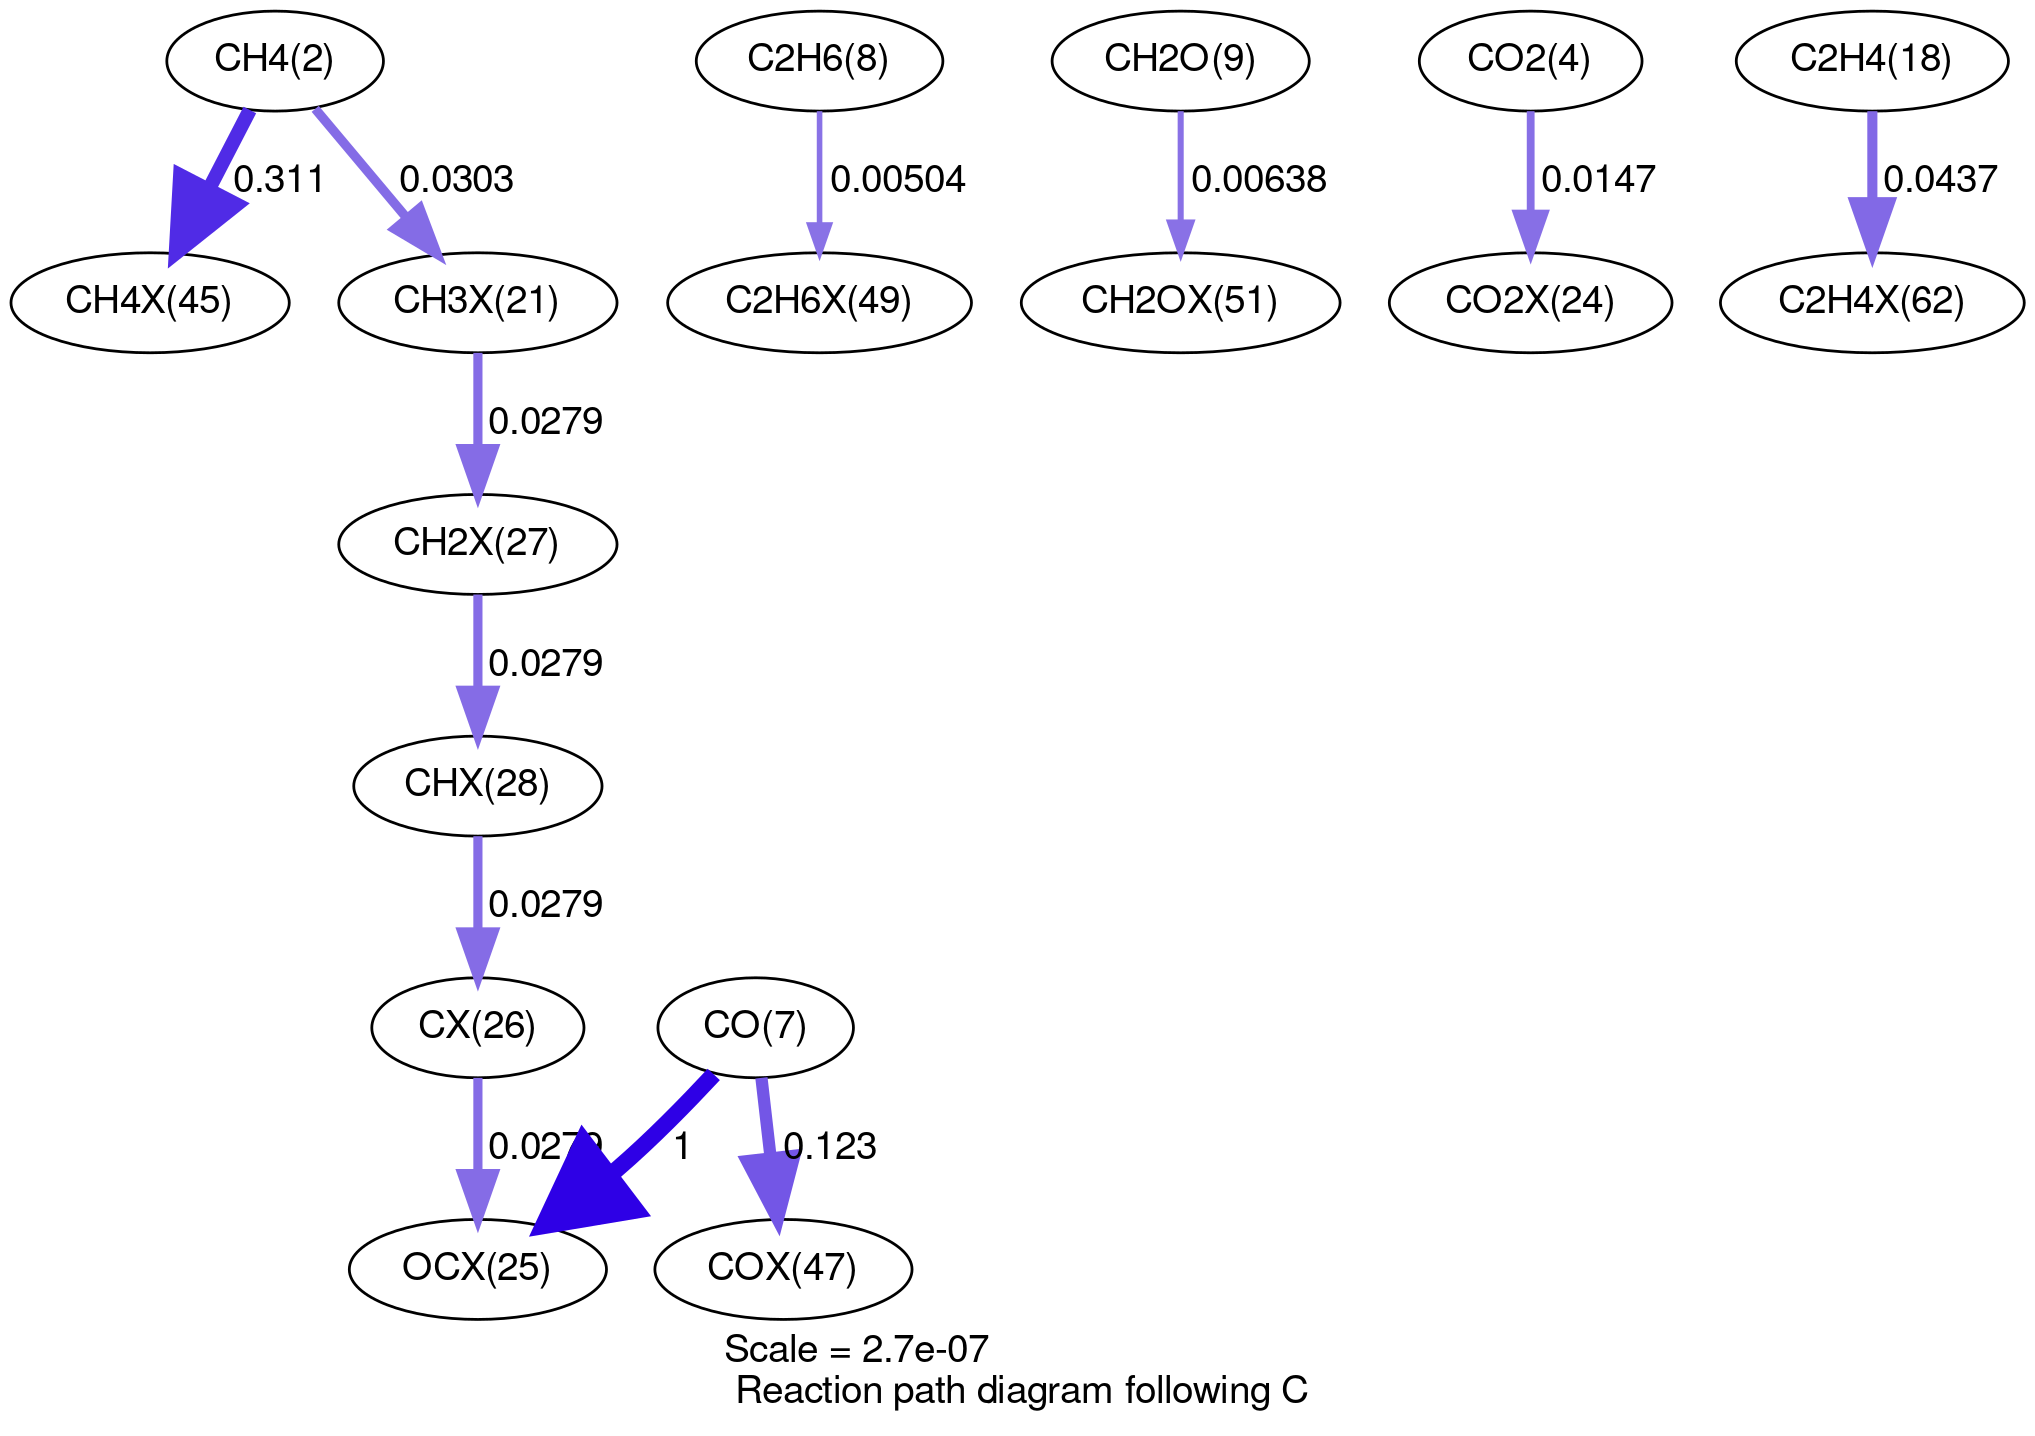 CH4(2)
C2H6(8)
CH2O(9)
CO2(4)
C2H4(18)
0.311
0.0303
0.00504
0.00638
0.0147
0.0437
CH4X(45)
CH3X(21)
C2H6X(49)
CH2OX(51)
CO2X(24)
C2H4X(62)
0.0279
CH2X(27)
0.0279
CHX(28)
0.0279
CX(26)
CO(7)
0.0279
1
0.123
OCX(25)
COX(47)
Scale = 2.7e-07
Reaction path diagram following C